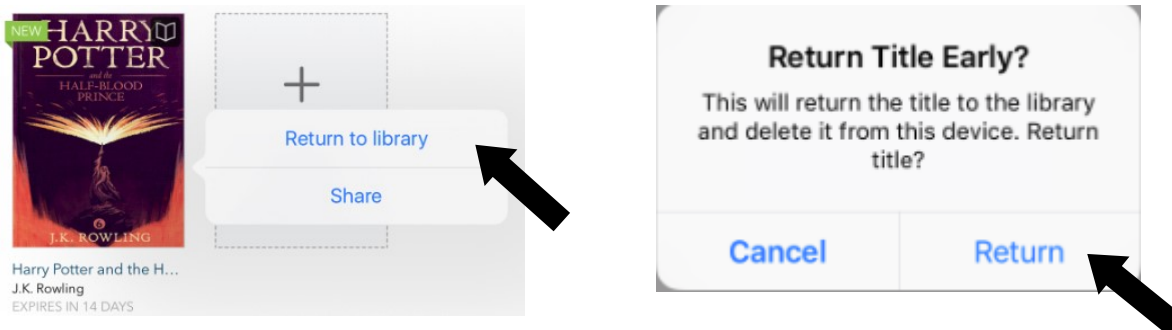 NEW
HARRY
POTTER
and the
HALF-BLOOD
PRINCE
J.K. ROWLING
Harry Potter and the H...
J.K. Rowling
EXPIRES IN 14 DAYS
Return to library
Share
Return Title Early?
This will return the title to the library
and delete it from this device. Return
title?
Cancel
Return